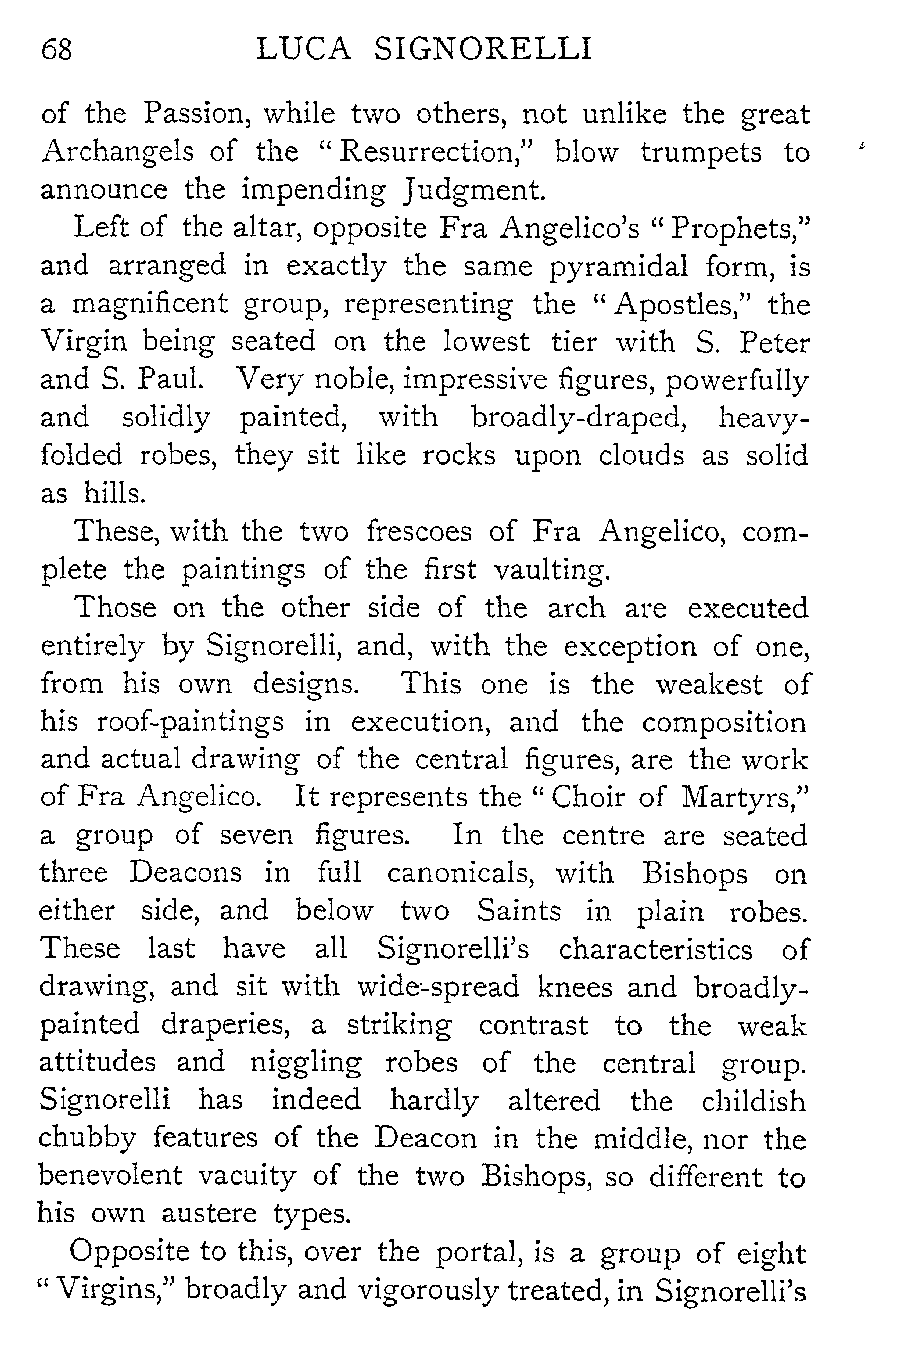 68 LUCA SIGNORELLI
of the Passion, while two others, not unlike the great
Archangels of the “ Resurrection,” blow trumpets to
announce the impending Judgment.
Left of the altar, opposite Fra Angelico’s “ Prophets,”
and arranged in exactly the same pyramidal form, is
a magnificent group, representing the “ Apostles,” the
Virgin being seated on the lowest tier with S. Peter
and S. Paul. Very noble, impressive figures, powerfully
and solidly painted, with broadly-draped, heavy-
folded robes, they sit like rocks upon clouds as solid
as hills.
These, with the two frescoes of Fra Angelico, com-
plete the paintings of the first vaulting.
Those on the other side of the arch are executed
entirely by Signorelli, and, with the exception of one,
from his own designs. This one is the weakest of
his roof-paintings in execution, and the composition
and actual drawing of the central figures, are the work
of Fra Angelico. It represents the “ Choir of Martyrs,”
a group of seven figures. In the centre are seated
three Deacons in full canonicals, with Bishops on
either side, and below two Saints in plain robes.
These last have all Signorelli’s characteristics of
drawing, and sit with wide-spread knees and broadly-
painted draperies, a striking contrast to the weak
attitudes and niggling robes of the central group.
Signorelli has indeed hardly altered the childish
chubby features of the Deacon in the middle, nor the
benevolent vacuity of the two Bishops, so different to
his own austere types.
Opposite to this, over the portal, is a group of eight
“ Virgins,” broadly and vigorously treated, in Signorelli’s